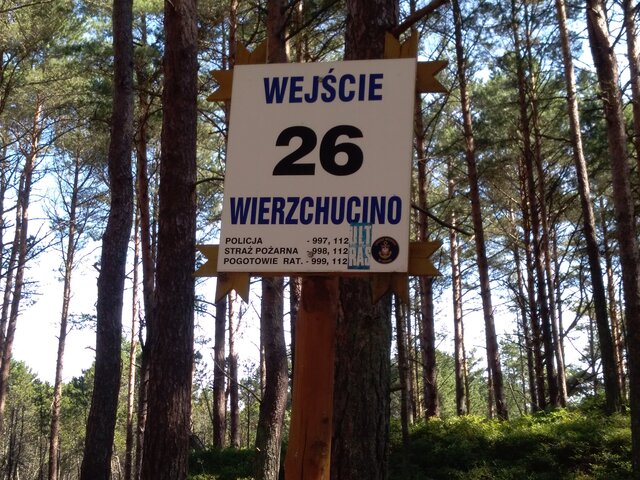 WEJŚCIE
26
WIERZCHUCINO
POLICJA - 997, 112
STRAŻ POŻARNA - 998, 112
POGOTOWIE RAT. - 999, 112